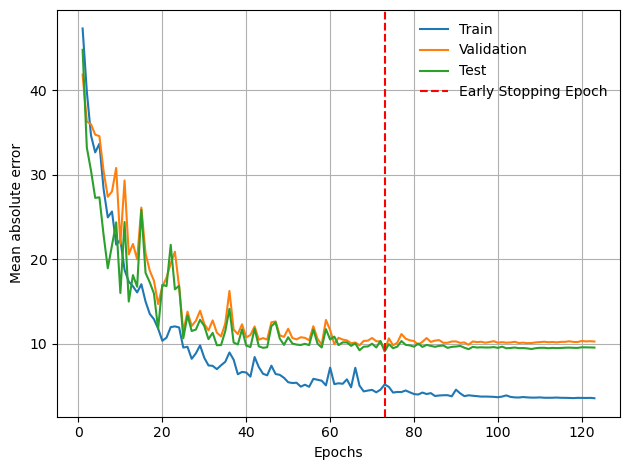 Train
Validation
Test
Early Stopping Epoch
Mean absolute error
40
30
20
10
0 20 40 60 80 100 120
Epochs